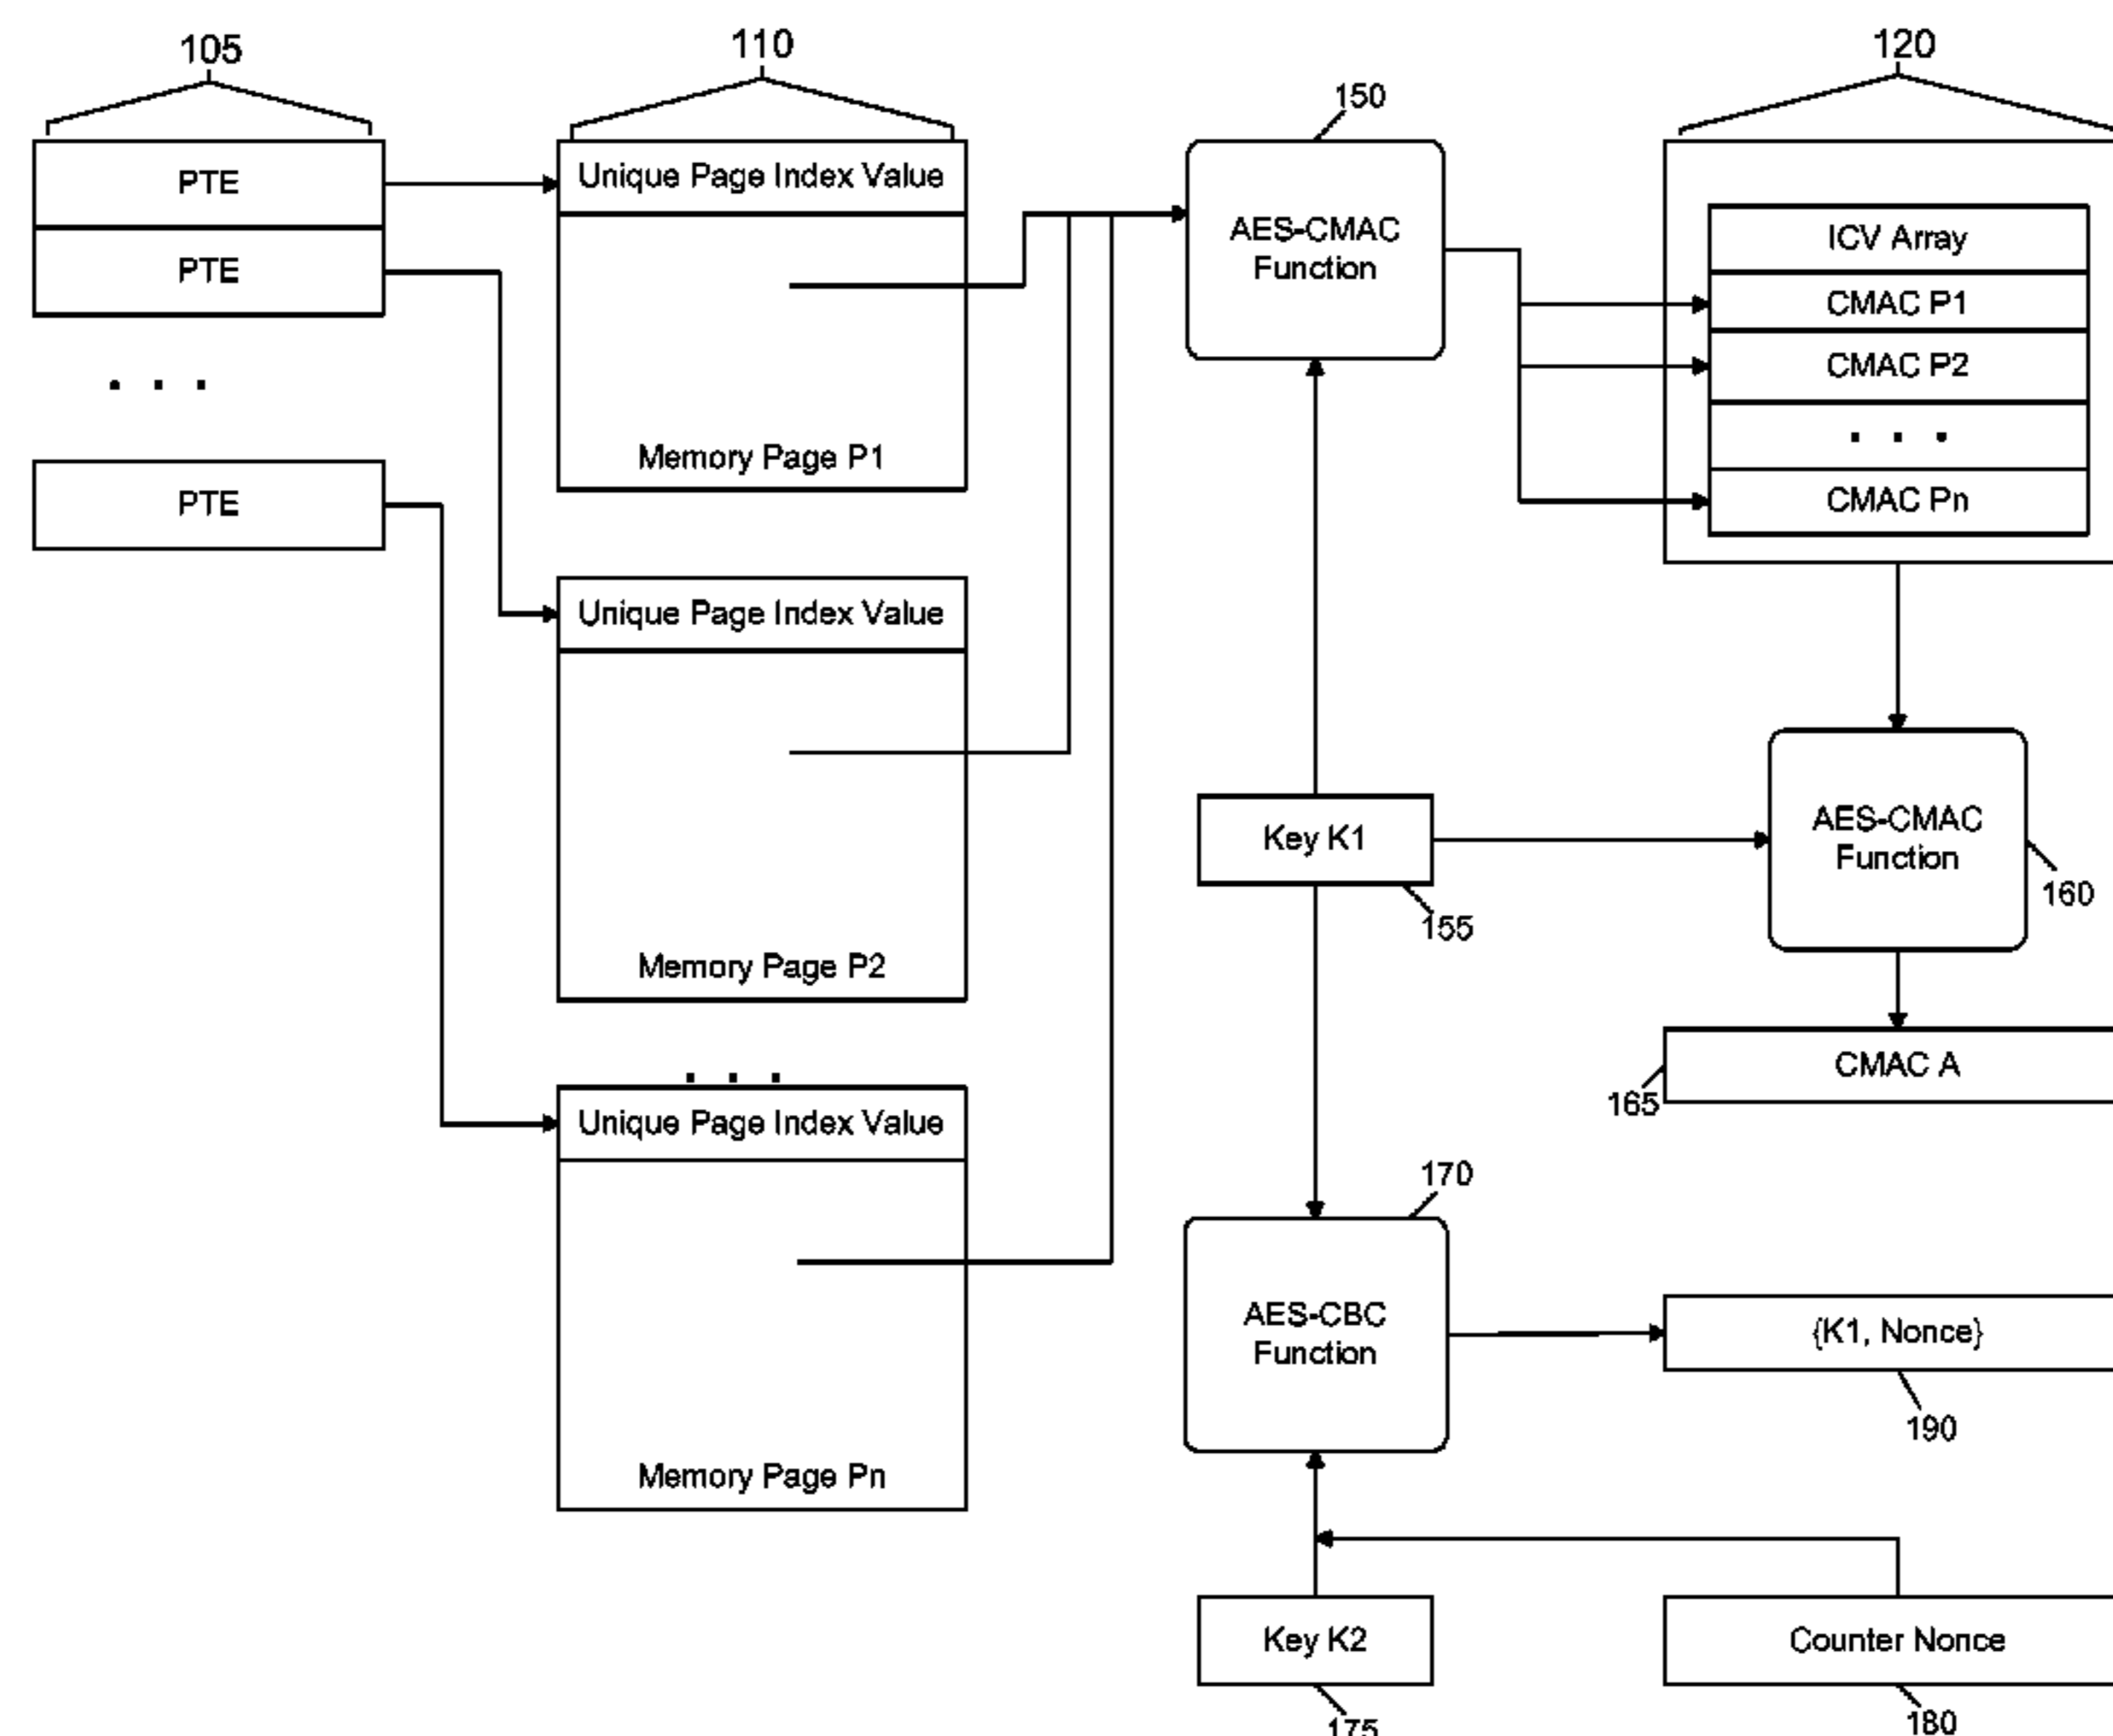 105
110
120
150
PTE
PTE
. . .
PTE
Unique Page Index Value
Memory Page P1
Unique Page Index Value
Memory Page P2
. . .
Unique Page Index Value
Memory Page Pn
AES-CMAC
Function
ICV Array
CMAC P1
CMAC P2
. . .
CMAC Pn
Key K1
155
AES-CMAC
Function
160
CMAC A
165
170
AES-CBC
Function
{K1, Nonce}
190
Key K2
175
Counter Nonce
180